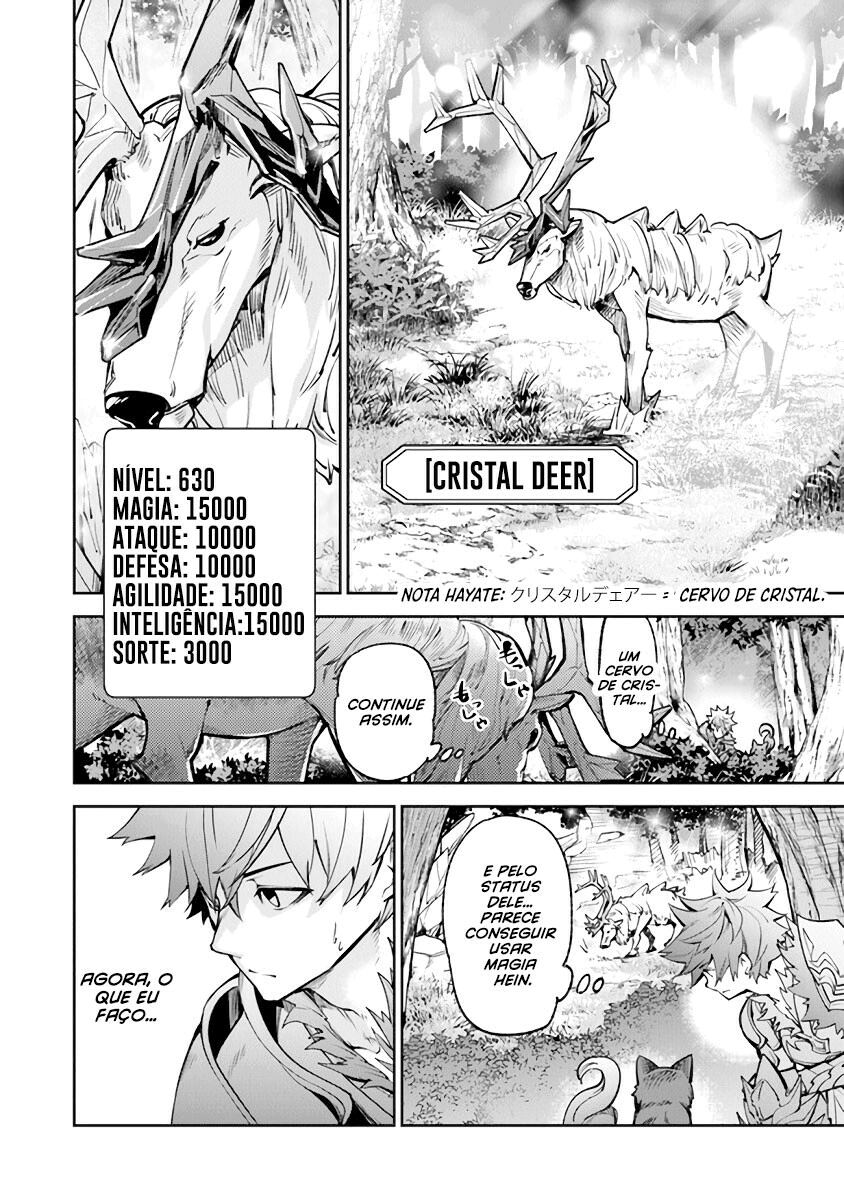 [CRISTAL DEER]
NOTA HAYATE: クリスタルデェアー = CERVO DE CRISTAL.
NÍVEL: 630
MAGIA: 15000
ATAQUE: 10000
DEFESA: 10000
AGILIDADE: 15000
INTELIGÊNCIA:15000
SORTE: 3000
UM
CERVO
DE CRIS-
TAL...
CONTINUE
ASSIM.
E PELO
STATUS
DELE...
PARECE
CONSEGUIR
USAR
MAGIA
HEIN.
AGORA, O
QUE EU
FAÇO...